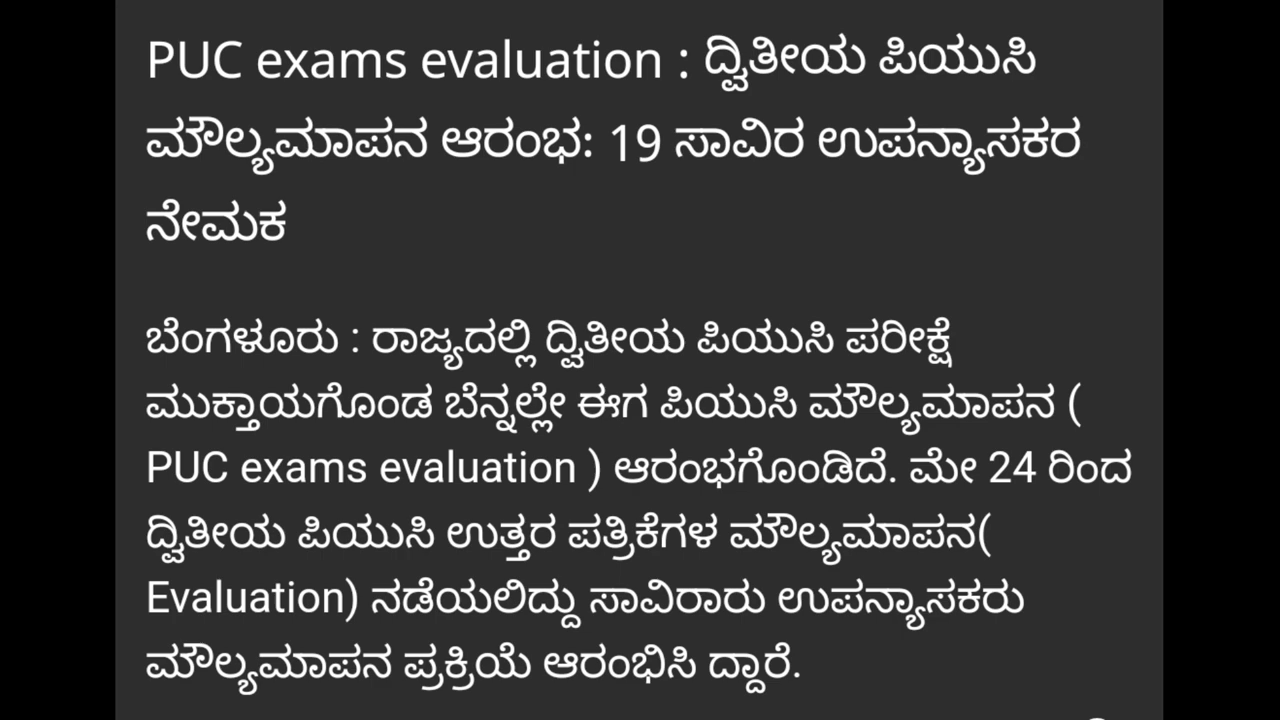 PUC exams evaluation : ದ್ವಿತೀಯ ಪಿಯುಸಿ
ಮೌಲ್ಯಮಾಪನ ಆರಂಭ: 19 ಸಾವಿರ ಉಪನ್ಯಾಸಕರ
ನೇಮಕ
ಬೆಂಗಳೂರು : ರಾಜ್ಯದಲ್ಲಿ ದ್ವಿತೀಯ ಪಿಯುಸಿ ಪರೀಕ್ಷೆ
ಮುಕ್ತಾಯಗೊಂಡ ಬೆನ್ನಲ್ಲೇ ಈಗ ಪಿಯುಸಿ ಮೌಲ್ಯಮಾಪನ (
PUC exams evaluation ) ಆರಂಭಗೊಂಡಿದೆ. ಮೇ 24 ರಿಂದ
ದ್ವಿತೀಯ ಪಿಯುಸಿ ಉತ್ತರ ಪತ್ರಿಕೆಗಳ ಮೌಲ್ಯಮಾಪನ(
Evaluation) ನಡೆಯಲಿದ್ದು ಸಾವಿರಾರು ಉಪನ್ಯಾಸಕರು
ಮೌಲ್ಯಮಾಪನ ಪ್ರಕ್ರಿಯೆ ಆರಂಭಿಸಿ ದ್ದಾರೆ.